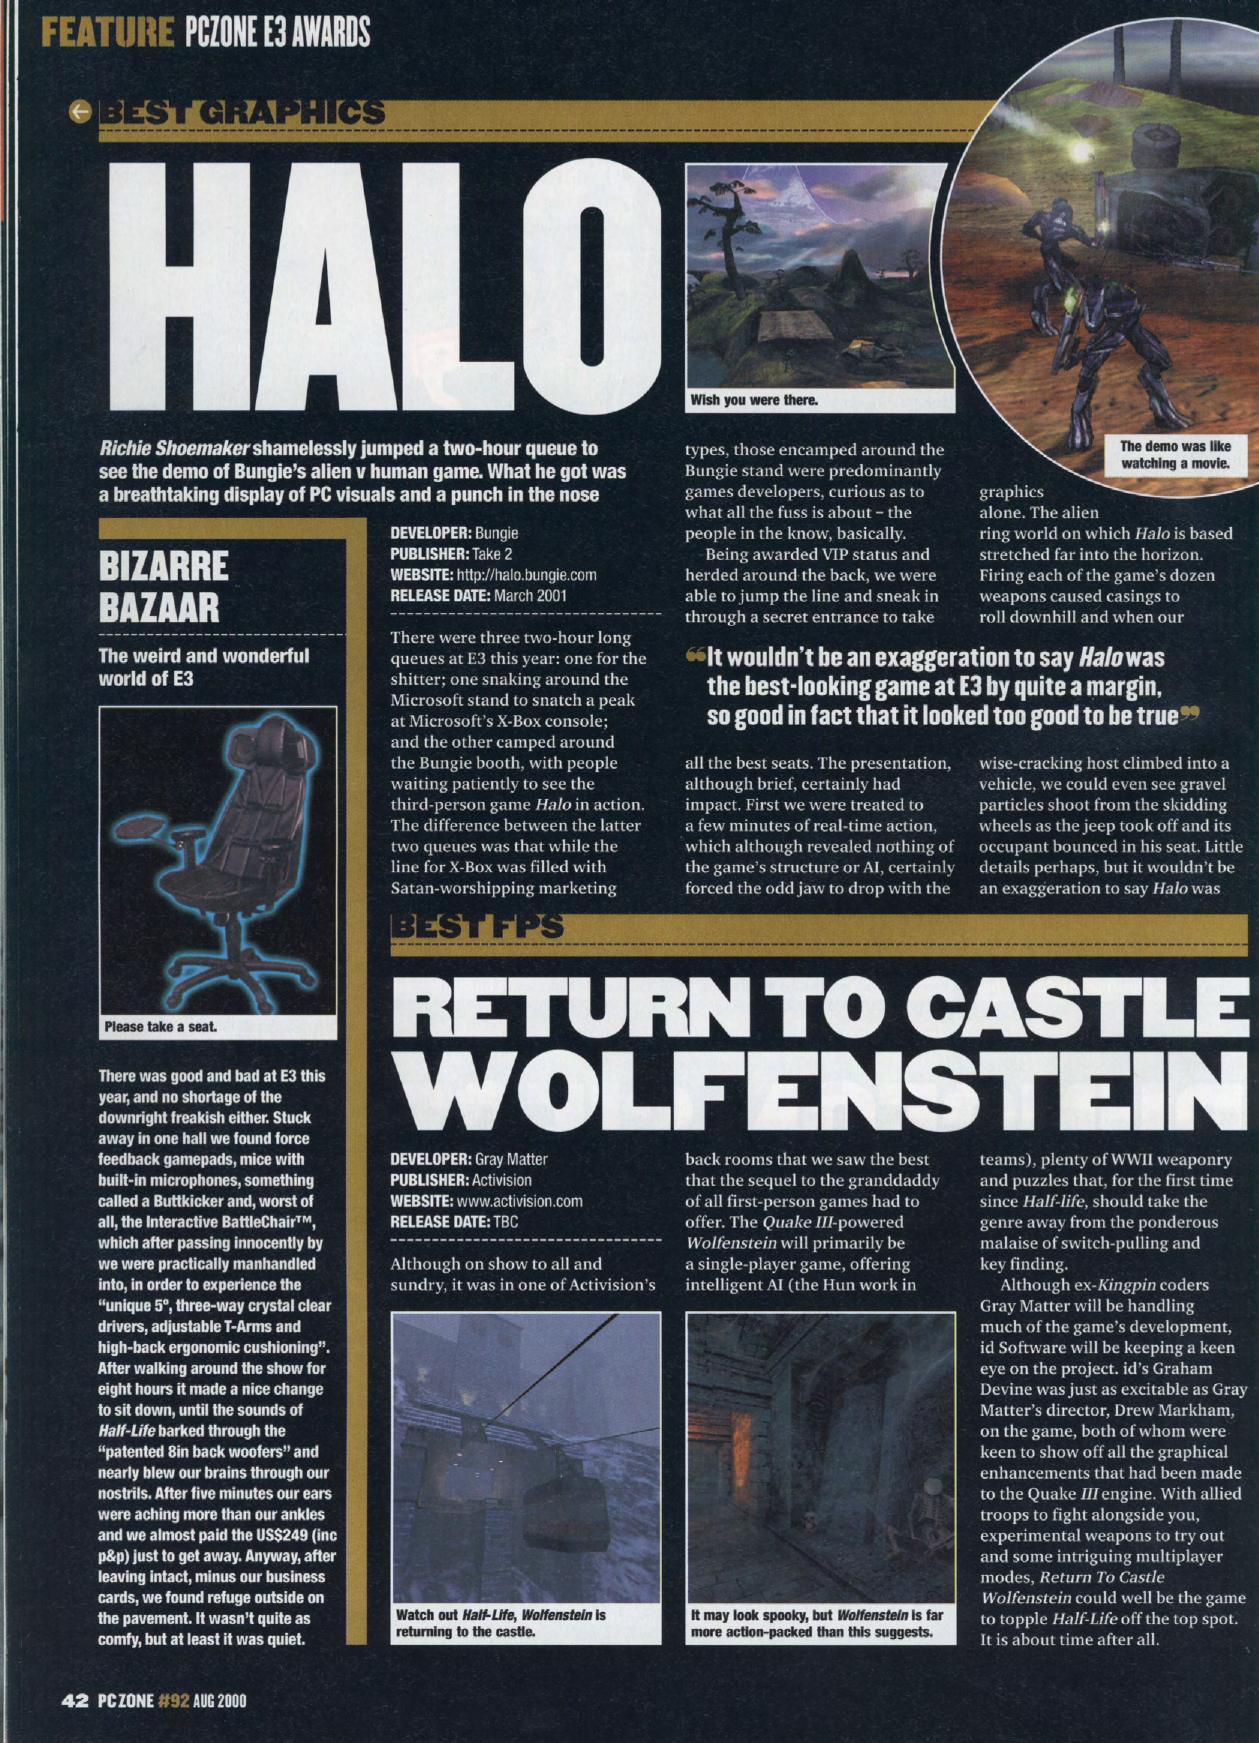 FEATURE PCZONE E3 AWARDS
BEST GRAPHICS
HALO
Wish you were there.
The demo was like
watching a movie.
Richie Shoemaker shamelessly jumped a two-hour queue to
see the demo of Bungie's alien v human game. What he got was
a breathtaking display of PC visuals and a punch in the nose
DEVELOPER: Bungie
PUBLISHER: Take 2
WEBSITE: http://halo.bungie.com
RELEASE DATE: March 2001
There were three two-hour long
queues at E3 this year: one for the
shitter; one snaking around the
Microsoft stand to snatch a peak
at Microsoft's X-Box console;
and the other camped around
the Bungie booth, with people
waiting patiently to see the
third-person game Halo in action.
The difference between the latter
two queues was that while the
line for X-Box was filled with
Satan-worshipping marketing
types, those encamped around the
Bungie stand were predominantly
games developers, curious as to
what all the fuss is about – the
people in the know, basically.
Being awarded VIP status and
herded around the back, we were
able to jump the line and sneak in
through a secret entrance to take
all the best seats. The presentation,
although brief, certainly had
impact. First we were treated to
a few minutes of real-time action,
which although revealed nothing of
the game's structure or AI, certainly
forced the odd jaw to drop with the
graphics
alone. The alien
ring world on which Halo is based
stretched far into the horizon.
Firing each of the game's dozen
weapons caused casings to
roll downhill and when our
wise-cracking host climbed into a
vehicle, we could even see gravel
particles shoot from the skidding
wheels as the jeep took off and its
occupant bounced in his seat. Little
details perhaps, but it wouldn't be
an exaggeration to say Halo was
“It wouldn't be an exaggeration to say Halo was
the best-looking game at E3 by quite a margin,
so good in fact that it looked too good to be true”
BIZARRE
BAZAAR
The weird and wonderful
world of E3
Please take a seat.
There was good and bad at E3 this
year, and no shortage of the
downright freakish either. Stuck
away in one hall we found force
feedback gamepads, mice with
built-in microphones, something
called a Buttkicker and, worst of
all, the Interactive BattleChair™,
which after passing innocently by
we were practically manhandled
into, in order to experience the
“unique 5°, three-way crystal clear
drivers, adjustable T-Arms and
high-back ergonomic cushioning”.
After walking around the show for
eight hours it made a nice change
to sit down, until the sounds of
Half-Life barked through the
“patented 8in back woofers” and
nearly blew our brains through our
nostrils. After five minutes our ears
were aching more than our ankles
and we almost paid the US$249 (inc
p&p) just to get away. Anyway, after
leaving intact, minus our business
cards, we found refuge outside on
the pavement. It wasn't quite as
comfy, but at least it was quiet.
BEST FPS
RETURN TO CASTLE
WOLFENSTEIN
DEVELOPER: Gray Matter
PUBLISHER: Activision
WEBSITE: www.activision.com
RELEASE DATE: TBC
Although on show to all and
sundry, it was in one of Activision's
back rooms that we saw the best
that the sequel to the granddaddy
of all first-person games had to
offer. The Quake III-powered
Wolfenstein will primarily be
a single-player game, offering
intelligent AI (the Hun work in
teams), plenty of WWII weaponry
and puzzles that, for the first time
since Half-life, should take the
genre away from the ponderous
malaise of switch-pulling and
key finding.
Although ex-Kingpin coders
Gray Matter will be handling
much of the game's development,
id Software will be keeping a keen
eye on the project. id's Graham
Devine was just as excitable as Gray
Matter's director, Drew Markham,
on the game, both of whom were
keen to show off all the graphical
enhancements that had been made
to the Quake III engine. With allied
troops to fight alongside you,
experimental weapons to try out
and some intriguing multiplayer
modes, Return To Castle
Wolfenstein could well be the game
to topple Half-Life off the top spot.
It is about time after all.
Watch out Half-Life, Wolfenstein is
returning to the castle.
It may look spooky, but Wolfenstein is far
more action-packed than this suggests.
42 PCZONE #92 AUG 2000